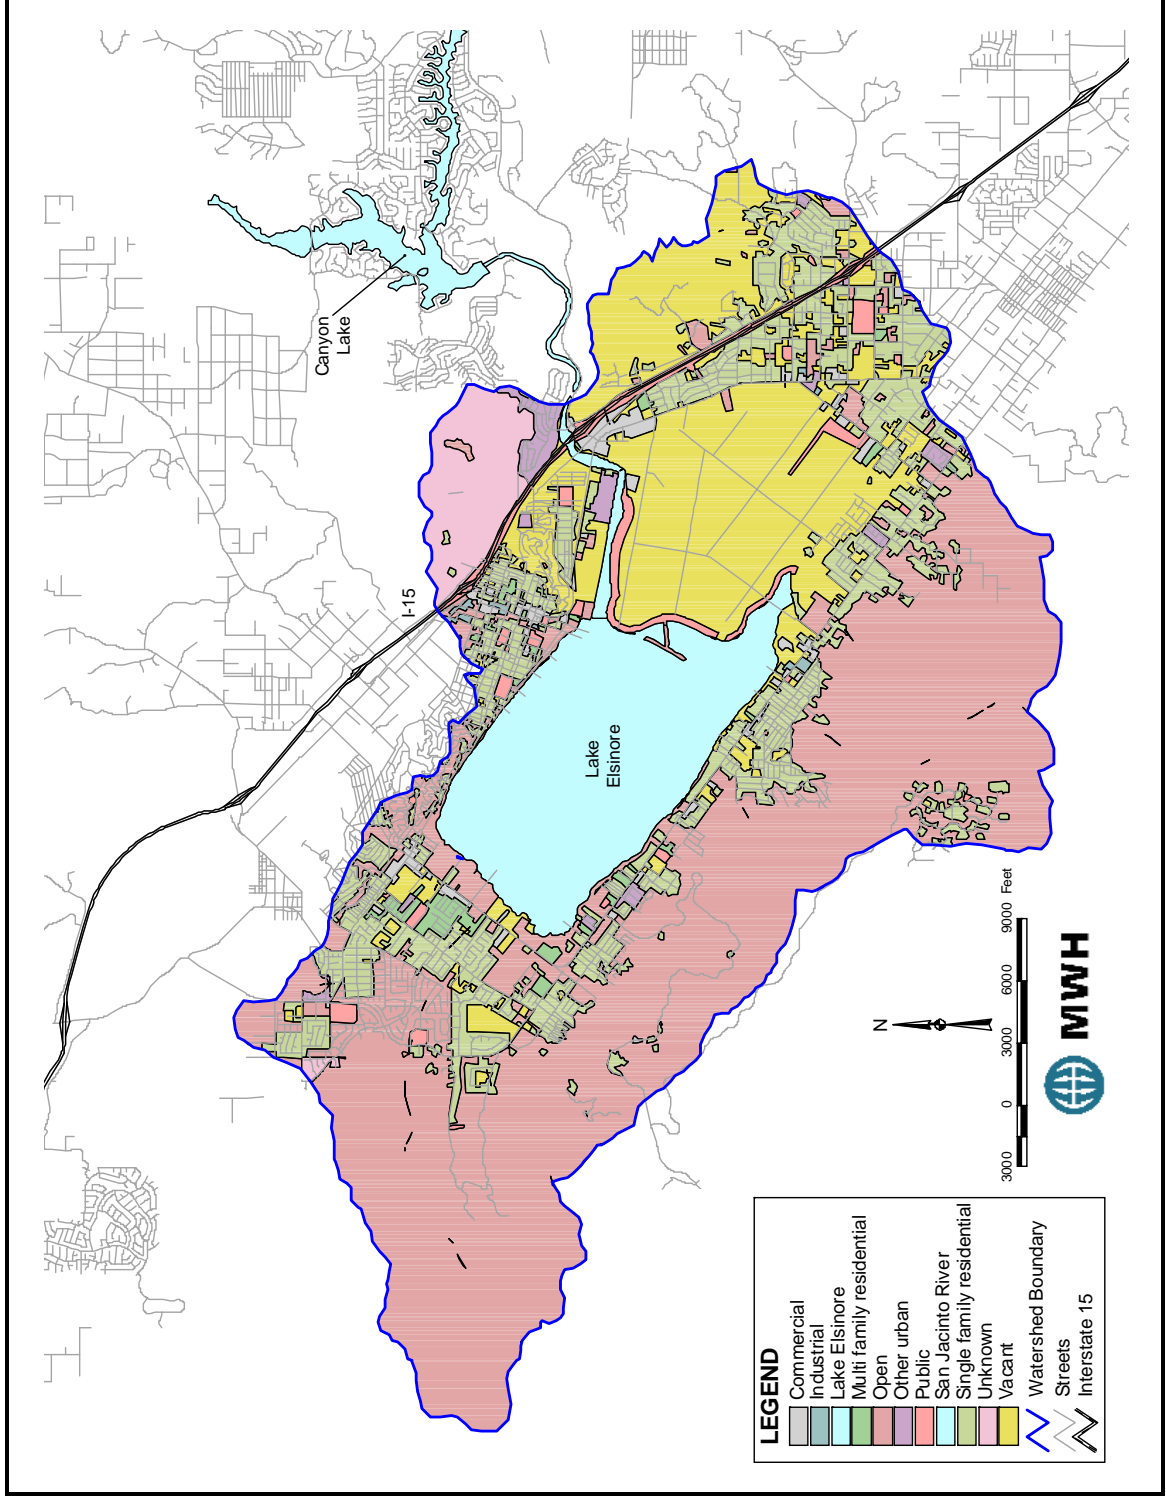 Canyon
Lake
I-15
Lake
Elsinore
N
3000 0 3000 6000 9000 Feet
MWH
LEGEND
Commercial
Industrial
Lake Elsinore
Multi family residential
Open
Other urban
Public
San Jacinto River
Single family residential
Unknown
Vacant
Watershed Boundary
Streets
Interstate 15